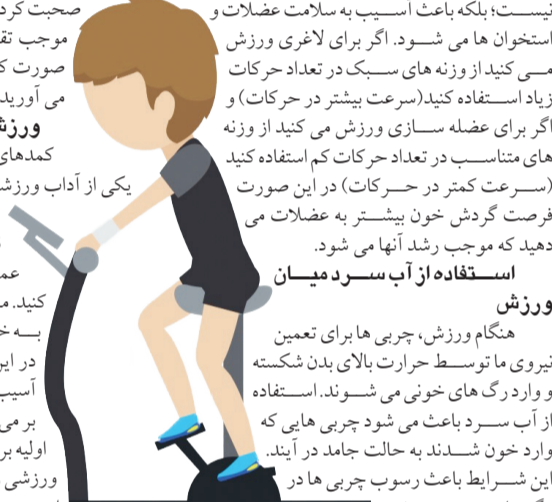 نیست؛ بلکه باعث آسیب به سلامت عضلات و
استخوان ها می شود. اگر برای لاغری ورزش
می کنید از وزنه های سبک در تعداد حرکات
زیاد استفاده کنید(سرعت بیشتر در حرکات) و
اگر برای عضله سازی ورزش می کنید از وزنه
های متناسب در تعداد حرکات کم استفاده کنید
(سرعت کمتر در حرکات) در این صورت
فرصت گردش خون بیشتر به عضلات می
دهید که موجب رشد آنها می شود.
استفاده از آب سرد میان
ورزش
هنگام ورزش، چربی ها برای تعمین
نیروی ما توسط حرارت بالای بدن شکسته
و وارد رگ های خونی می شوند. استفاده
از آب سرد باعث می شود چربی هایی که
وارد خون شدند به حالت جامد در آیند.
این شرایط باعث رسوب چربی ها در
صحبت کرد
موجب تق
صورت ک
می آورید
ورزش
کمدهای
یکی از آداب ورزش
عم
کنید. م
به خ
در این
آسیب
بر می
اولیه بر
ورزشی